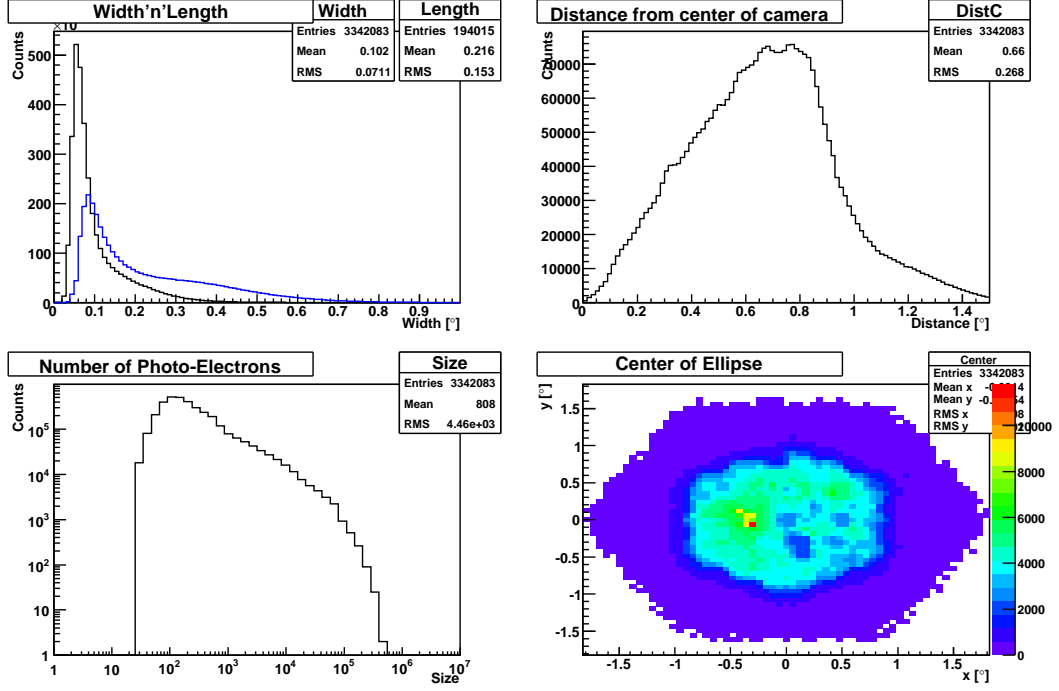 Width'n'Length
Width
Entries 3342083
Mean 0.102
RMS 0.0711
Length
Entries 194015
Mean 0.216
RMS 0.153
Counts
500
400
300
200
100
0
0 0.1 0.2 0.3 0.4 0.5 0.6 0.7 0.8 0.9
Width [°]
Distance from center of camera
DistC
Entries 3342083
Mean 0.66
RMS 0.268
Counts
60000
50000
40000
30000
20000
10000
0
0 0.2 0.4 0.6 0.8 1 1.2 1.4
Distance [°]
Number of Photo-Electrons
Size
Entries 3342083
Mean 808
RMS 4.46e+03
Counts
10⁵
10⁴
10³
10²
10
1
1 10 10² 10³ 10⁴ 10⁵ 10⁶ 10⁷
Size
Center of Ellipse
Center
Entries 3342083
Mean x
Mean y
RMS x
RMS y
y [°]
1.5
1
0.5
0
-0.5
-1
-1.5
-1.5 -1 -0.5 0 0.5 1 1.5
x [°]
10000
8000
6000
4000
2000
0